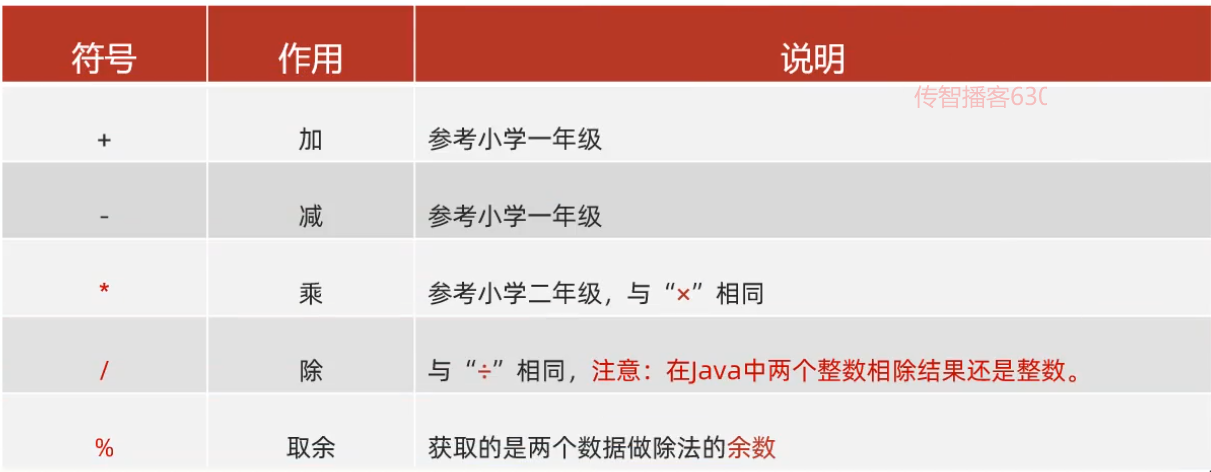 符号 作用 说明
传智播客630
+ 加 参考小学一年级
- 减 参考小学一年级
* 乘 参考小学二年级，与“×”相同
/ 除 与“÷”相同，注意：在Java中两个整数相除结果还是整数。
% 取余 获取的是两个数据做除法的余数